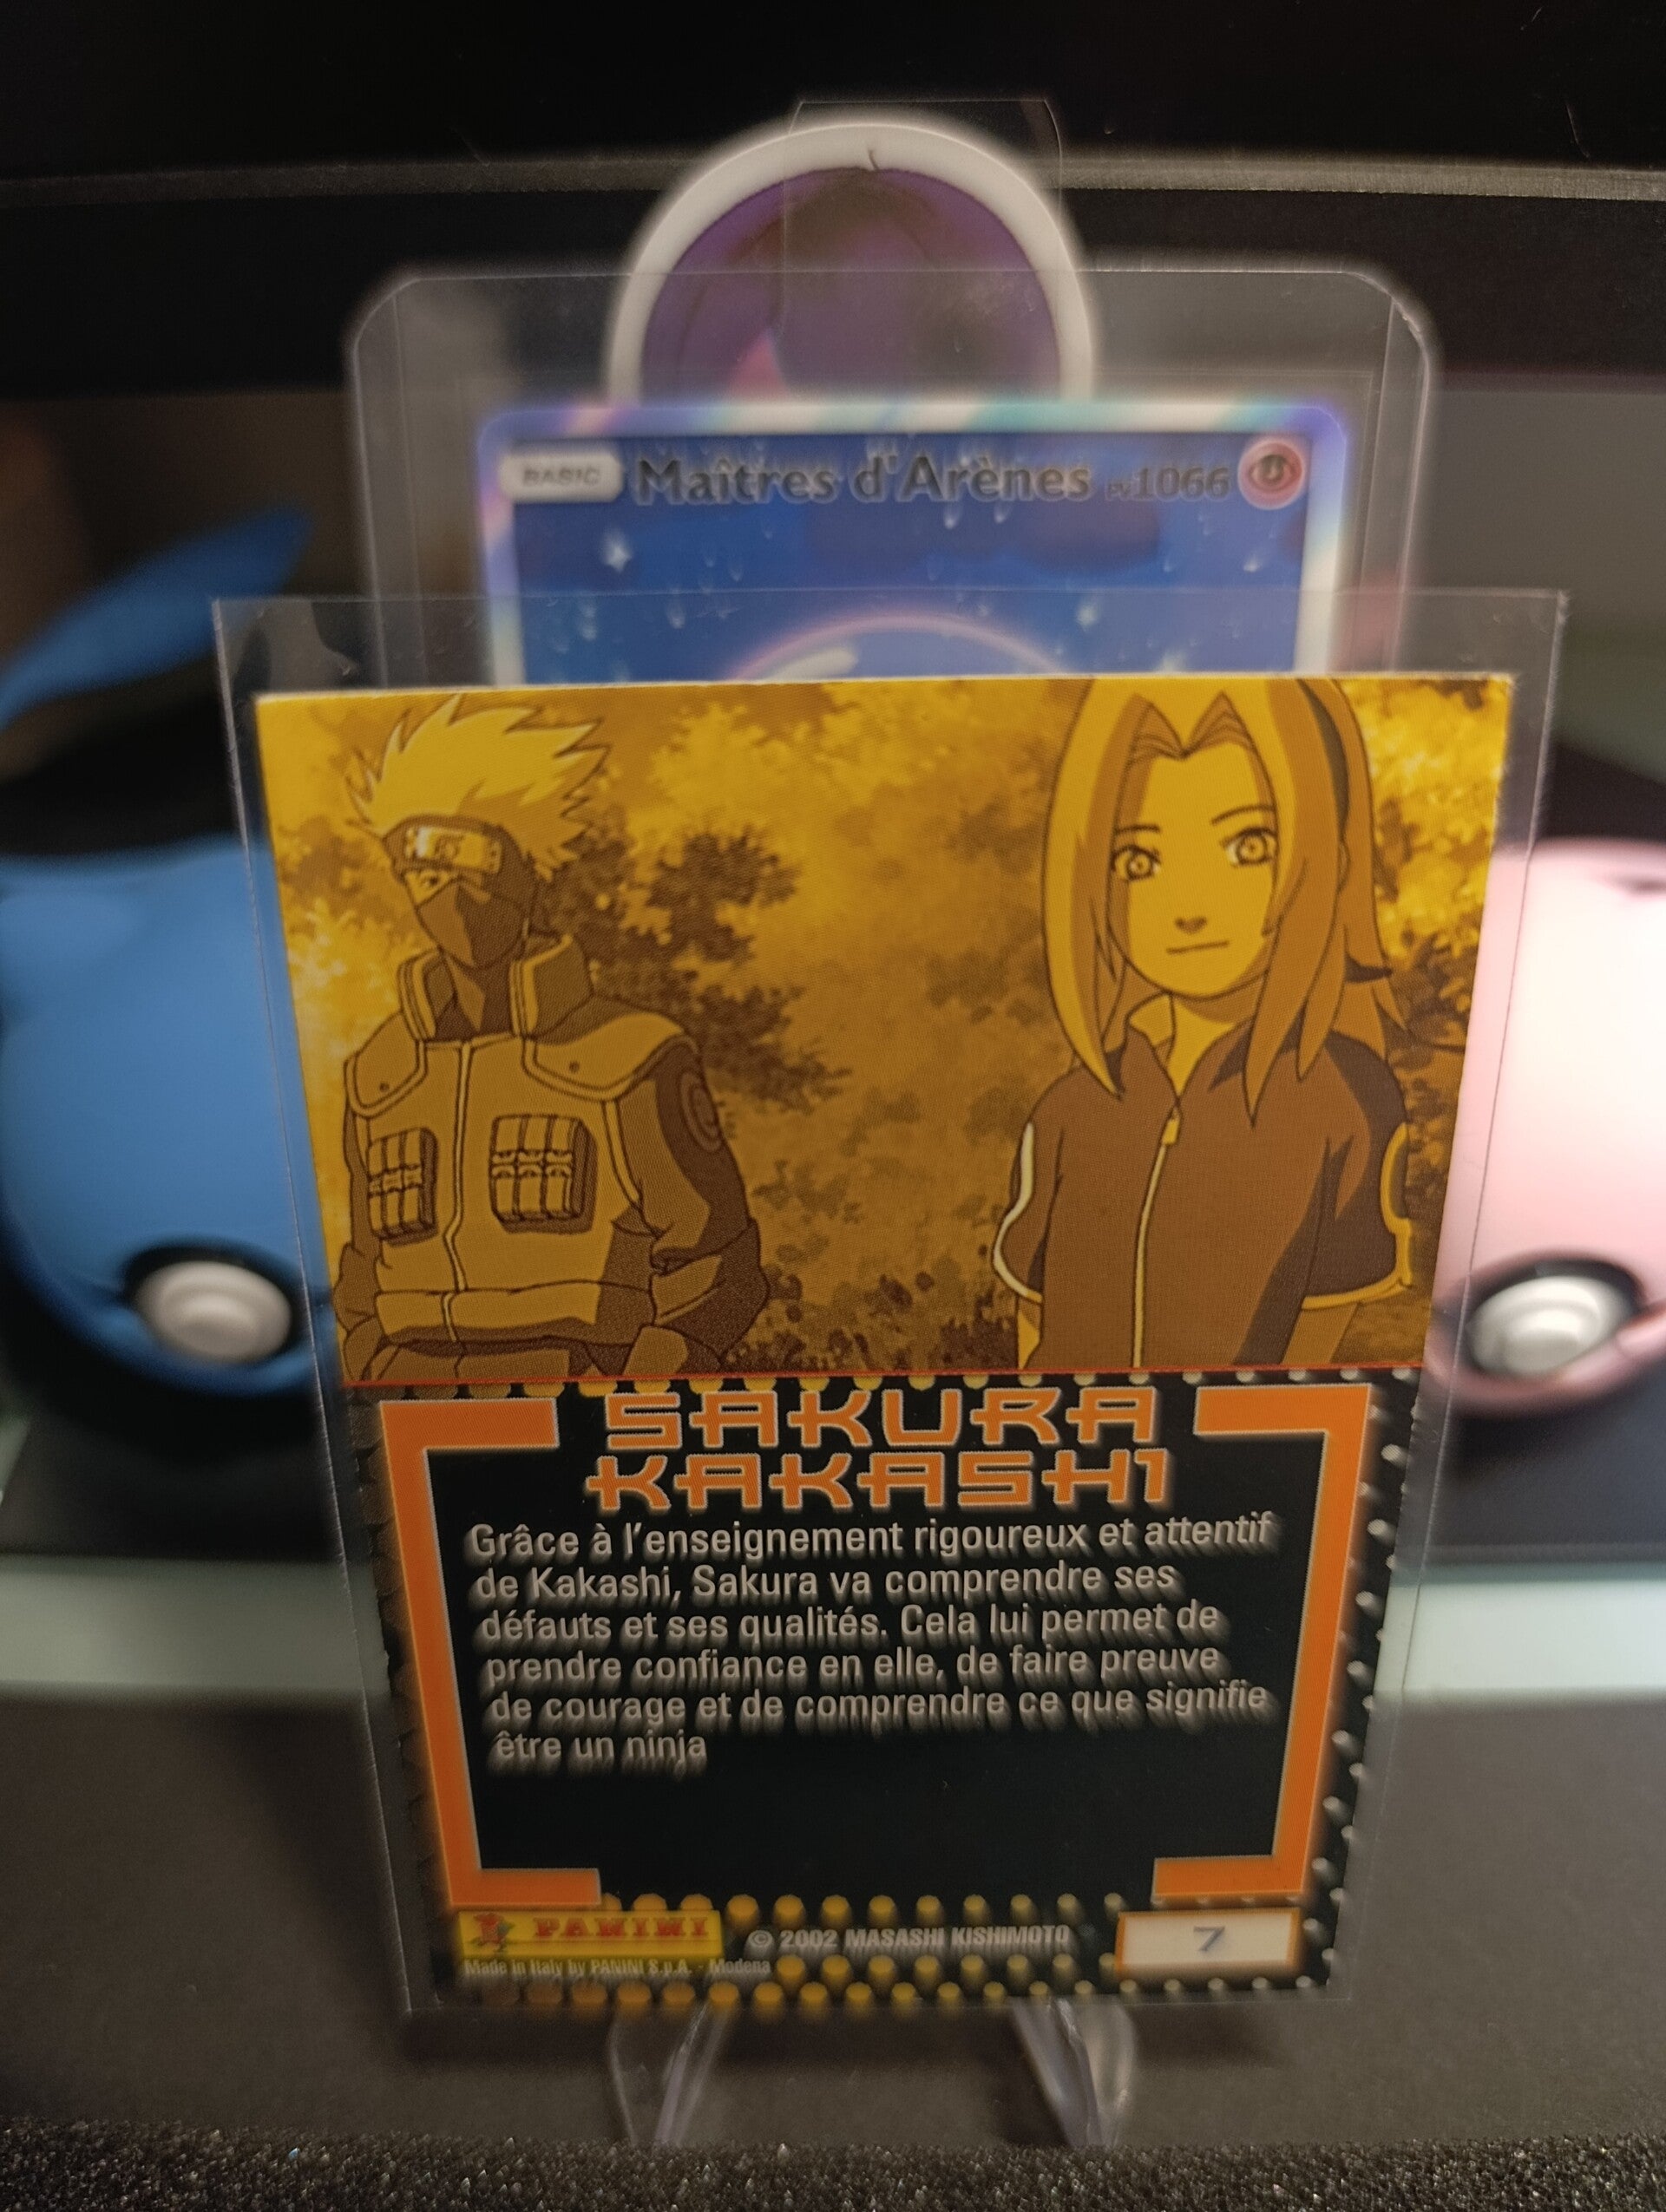 BASIC Maîtres d'Arènes PV1066
SAKURA
KAKASHI
Grâce à l'enseignement rigoureux et attentif
de Kakashi, Sakura va comprendre ses
défauts et ses qualités. Cela lui permet de
prendre confiance en elle, de faire preuve
de courage et de comprendre ce que signifie
être un ninja
PANINI © 2002 MASASHI KISHIMOTO 7
Made in Italy by PANINI S.p.A. - Modena